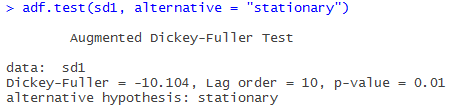 > adf.test(sd1, alternative = "stationary")
Augmented Dickey-Fuller Test
data:  sd1
Dickey-Fuller = -10.104, Lag order = 10, p-value = 0.01
alternative hypothesis: stationary